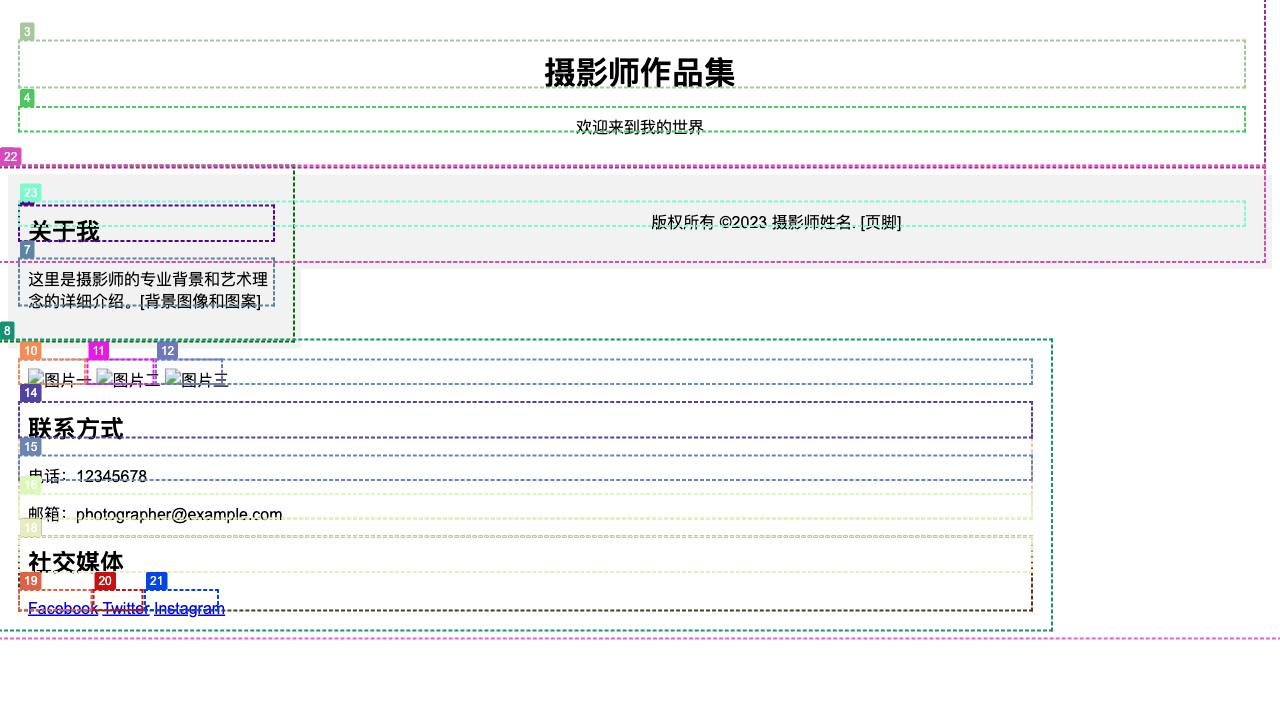 3
摄影师作品集
4
欢迎来到我的世界
22
23
关于我
版权所有 ©2023 摄影师姓名. [页脚]
7
这里是摄影师的专业背景和艺术理
念的详细介绍。[背景图像和图案]
8
10 11 12
图片一 图片二 图片三
14
联系方式
15
电话：12345678
16
邮箱：photographer@example.com
18
社交媒体
19 20 21
Facebook Twitter Instagram